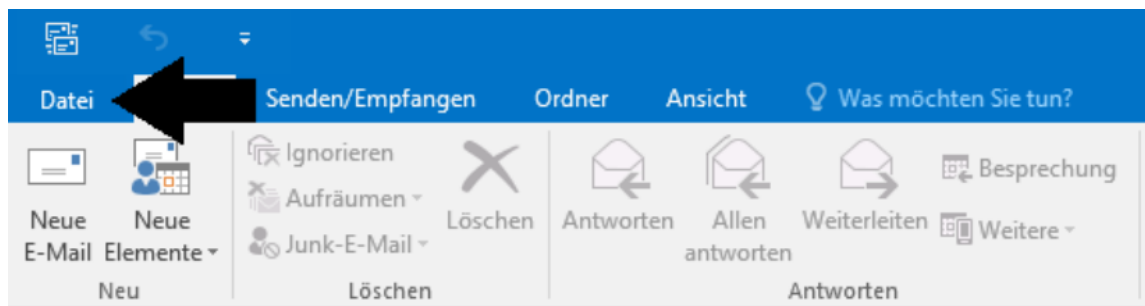 Datei Senden/Empfangen Ordner Ansicht Was möchten Sie tun?
Neue E-Mail
Neue Elemente
Ignorieren
Aufräumen
Junk-E-Mail
Löschen
Antworten
Allen antworten
Weiterleiten
Besprechung
Weitere
Neu Löschen Antworten